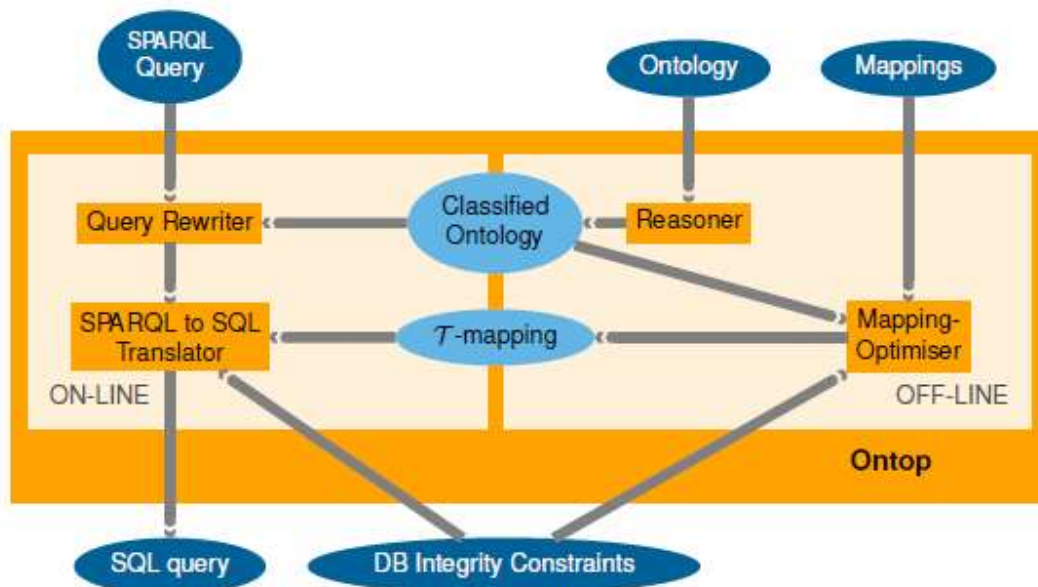 SPARQL
Query
Ontology
Mappings
Query Rewriter
Classified
Ontology
Reasoner
SPARQL to SQL
Translator
𝒯-mapping
Mapping-
Optimiser
ON-LINE
OFF-LINE
Ontop
SQL query
DB Integrity Constraints